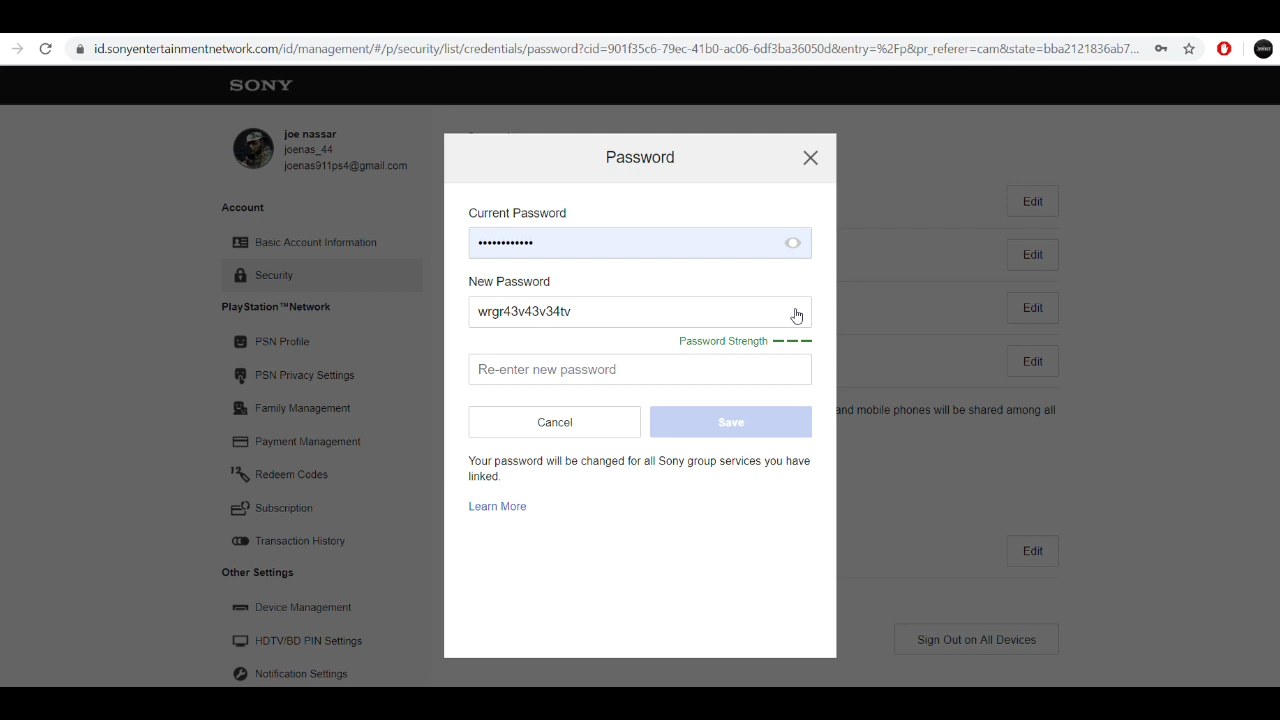 id.sonyentertainmentnetwork.com/id/management/#/p/security/list/credentials/password?cid=901f35c6-79ec-41b0-ac06-6df3ba36050d&entry=%2Fp&pr_referer=cam&state=bba2121836ab7...
SONY
joe nassar
joenas_44
joenas911ps4@gmail.com
Account
Basic Account Information
Security
PlayStation™Network
PSN Profile
PSN Privacy Settings
Family Management
Payment Management
Redeem Codes
Subscription
Transaction History
Other Settings
Device Management
HDTV/BD PIN Settings
Notification Settings
Password
Current Password
••••••••••••
New Password
wrgr43v43v34tv
Password Strength
Re-enter new password
Cancel
Save
Your password will be changed for all Sony group services you have
linked.
Learn More
Edit
Edit
Edit
Edit
and mobile phones will be shared among all
Edit
Sign Out on All Devices